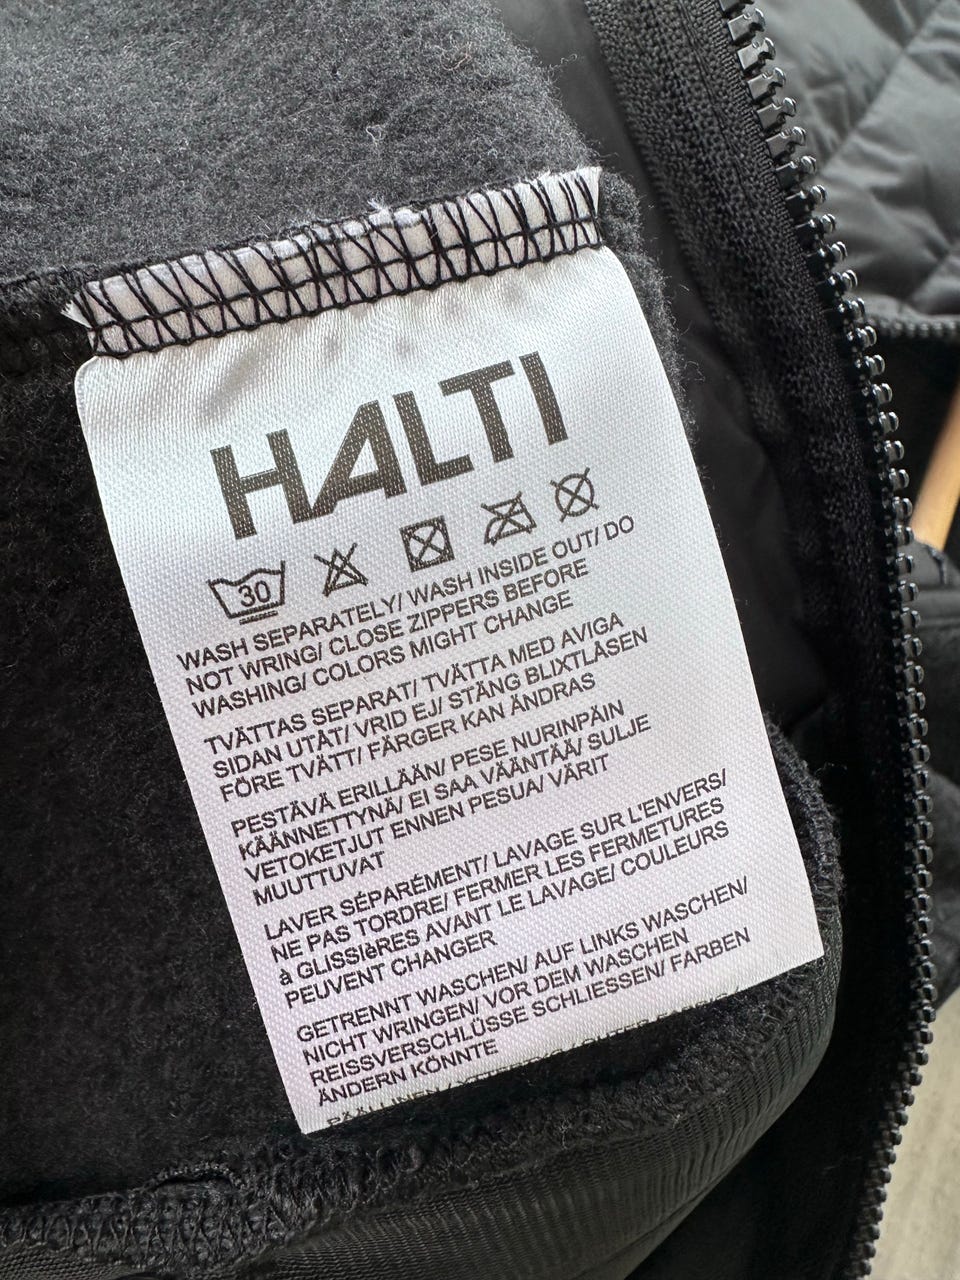 HALTI
30
WASH SEPARATELY/ WASH INSIDE OUT/ DO
NOT WRING/ CLOSE ZIPPERS BEFORE
WASHING/ COLORS MIGHT CHANGE
TVÄTTAS SEPARAT/ TVÄTTA MED AVIGA
SIDAN UTÅT/ VRID EJ/ STÄNG BLIXTLÅSEN
FÖRE TVÄTT/ FÄRGER KAN ÄNDRAS
PESTÄVÄ ERILLÄÄN/ PESE NURINPÄIN
KÄÄNNETTYNÄ/ EI SAA VÄÄNTÄÄ/ SULJE
VETOKETJUT ENNEN PESUA/ VÄRIT
MUUTTUVAT
LAVER SÉPARÉMENT/ LAVAGE SUR L'ENVERS/
NE PAS TORDRE/ FERMER LES FERMETURES
à GLISSIèRES AVANT LE LAVAGE/ COULEURS
PEUVENT CHANGER
GETRENNT WASCHEN/ AUF LINKS WASCHEN/
NICHT WRINGEN/ VOR DEM WASCHEN
REISSVERSCHLÜSSE SCHLIESSEN/ FARBEN
ÄNDERN KÖNNTE